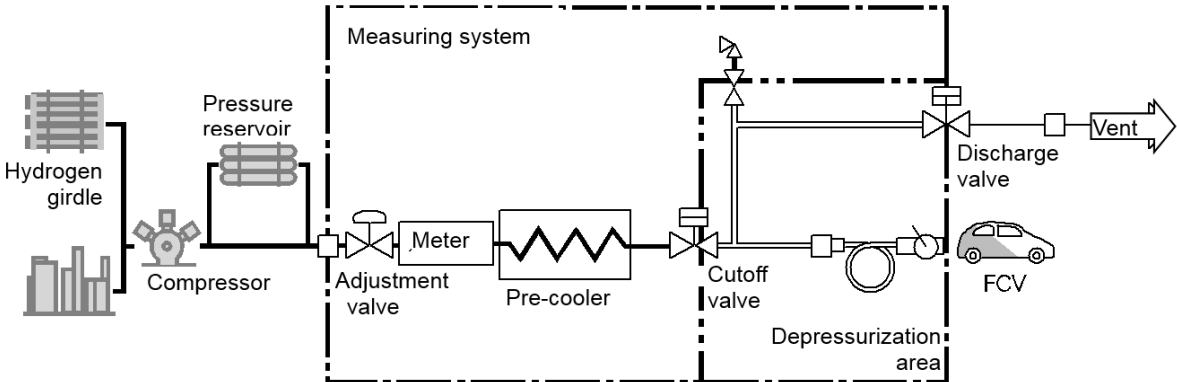 Measuring system
Pressure
reservoir
Hydrogen
girdle
Compressor
Adjustment
valve
Meter
Pre-cooler
Cutoff
valve
Discharge
valve
Vent
FCV
Depressurization
area